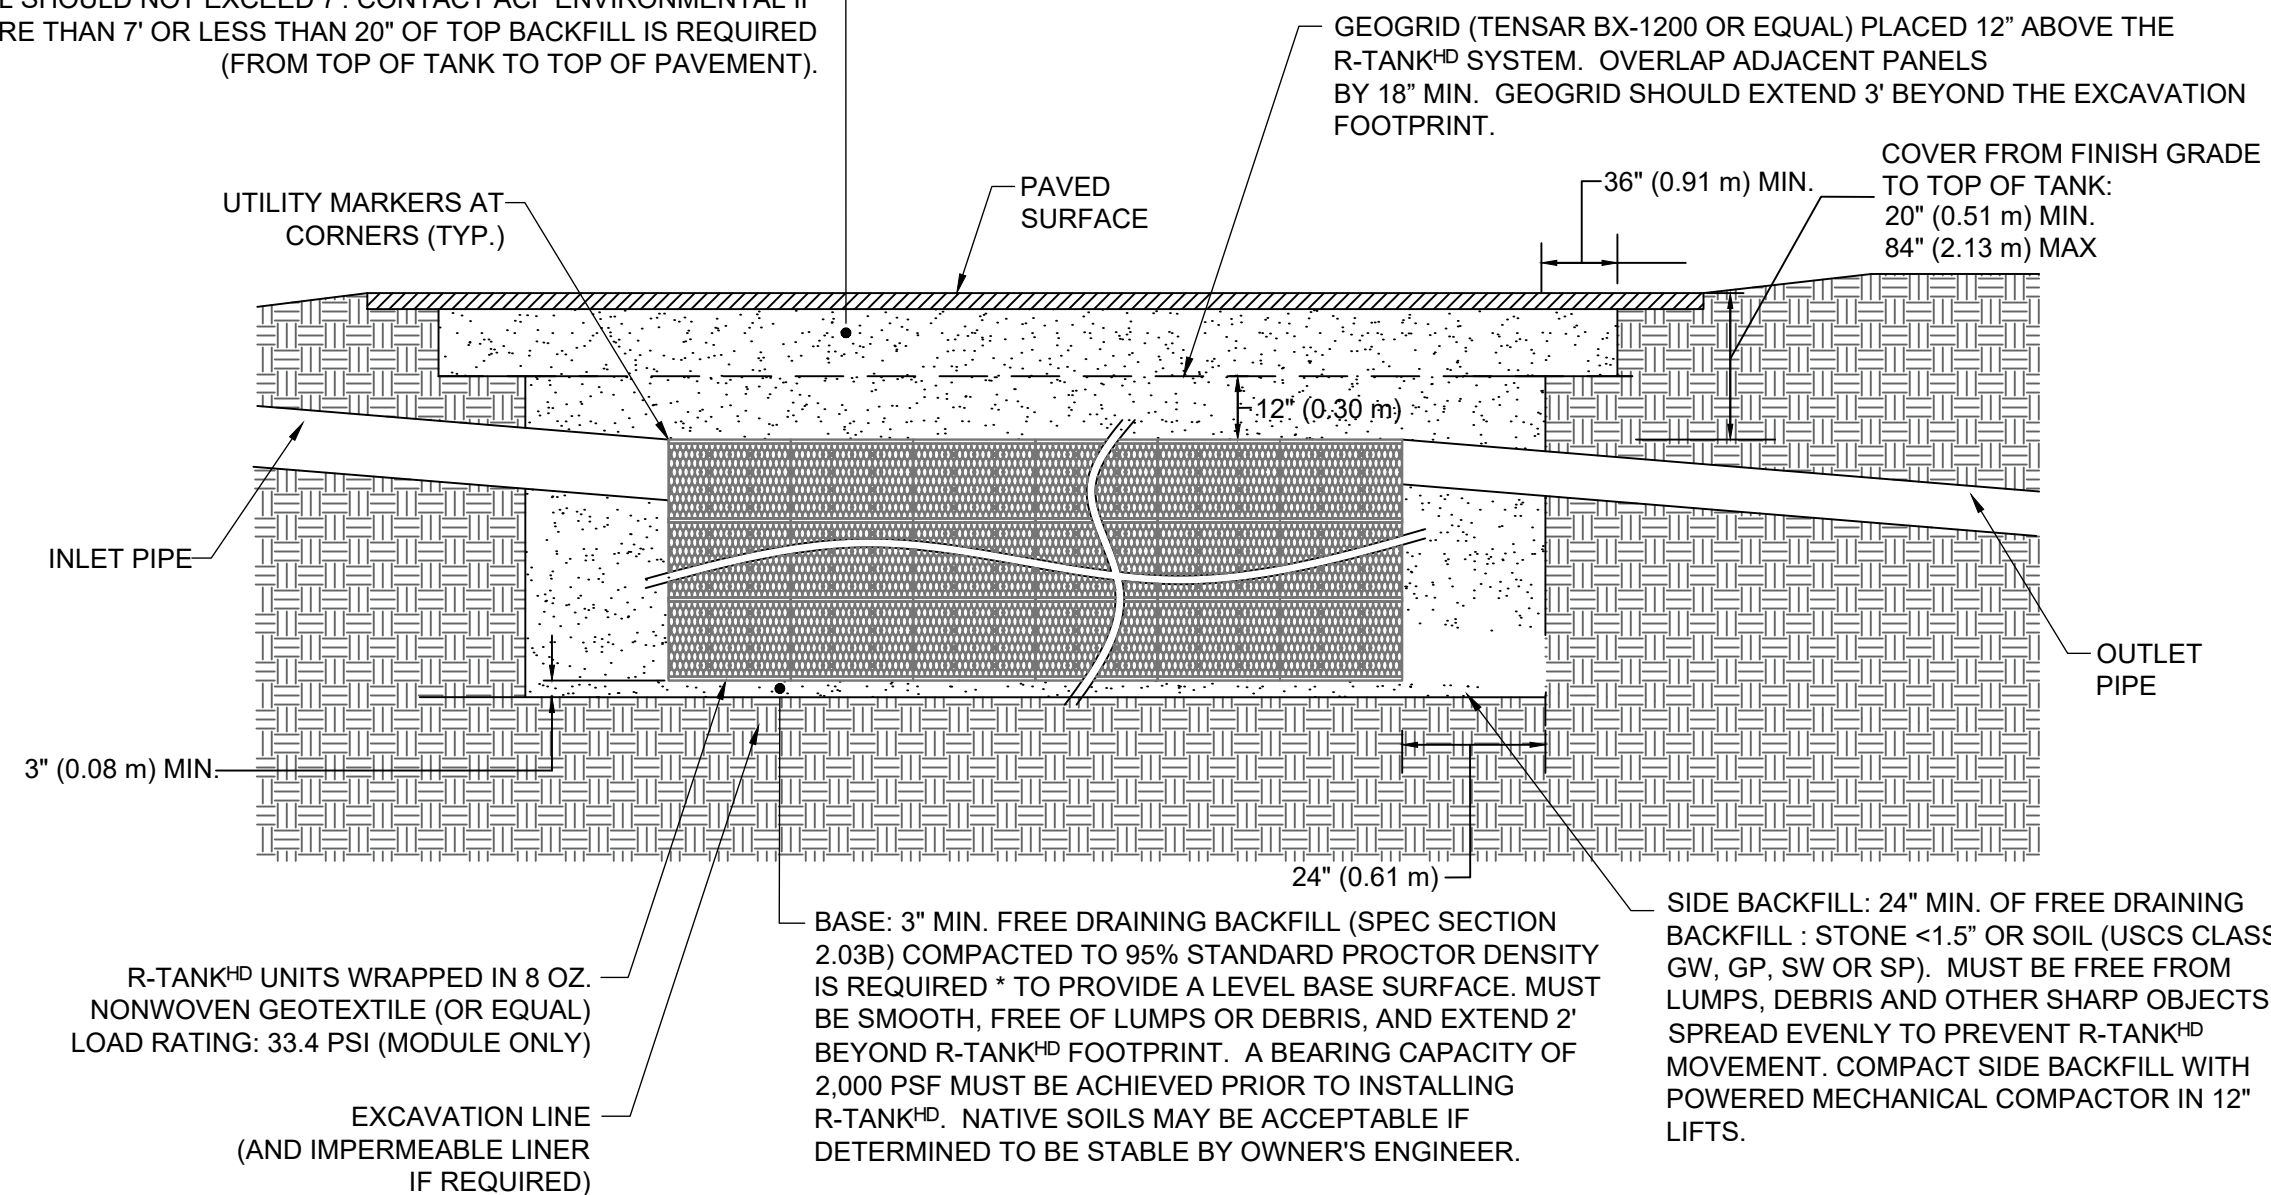 SHOULD NOT EXCEED 7'. CONTACT ACF ENVIRONMENTAL IF
THAN 7' OR LESS THAN 20" OF TOP BACKFILL IS REQUIRED
(FROM TOP OF TANK TO TOP OF PAVEMENT).
GEOGRID (TENSAR BX-1200 OR EQUAL) PLACED 12” ABOVE THE
R-TANKHD SYSTEM. OVERLAP ADJACENT PANELS
BY 18” MIN. GEOGRID SHOULD EXTEND 3' BEYOND THE EXCAVATION
FOOTPRINT.
COVER FROM FINISH GRADE
TO TOP OF TANK:
20" (0.51 m) MIN.
84" (2.13 m) MAX
36" (0.91 m) MIN.
PAVED
SURFACE
UTILITY MARKERS AT
CORNERS (TYP.)
12" (0.30 m)
INLET PIPE
OUTLET
PIPE
3" (0.08 m) MIN.
24" (0.61 m)
R-TANKHD UNITS WRAPPED IN 8 OZ.
NONWOVEN GEOTEXTILE (OR EQUAL)
LOAD RATING: 33.4 PSI (MODULE ONLY)
EXCAVATION LINE
(AND IMPERMEABLE LINER
IF REQUIRED)
BASE: 3" MIN. FREE DRAINING BACKFILL (SPEC SECTION
2.03B) COMPACTED TO 95% STANDARD PROCTOR DENSITY
IS REQUIRED * TO PROVIDE A LEVEL BASE SURFACE. MUST
BE SMOOTH, FREE OF LUMPS OR DEBRIS, AND EXTEND 2'
BEYOND R-TANKHD FOOTPRINT. A BEARING CAPACITY OF
2,000 PSF MUST BE ACHIEVED PRIOR TO INSTALLING
R-TANKHD. NATIVE SOILS MAY BE ACCEPTABLE IF
DETERMINED TO BE STABLE BY OWNER'S ENGINEER.
SIDE BACKFILL: 24" MIN. OF FREE DRAINING
BACKFILL : STONE <1.5” OR SOIL (USCS CLASS
GW, GP, SW OR SP). MUST BE FREE FROM
LUMPS, DEBRIS AND OTHER SHARP OBJECTS
SPREAD EVENLY TO PREVENT R-TANKHD
MOVEMENT. COMPACT SIDE BACKFILL WITH
POWERED MECHANICAL COMPACTOR IN 12"
LIFTS.